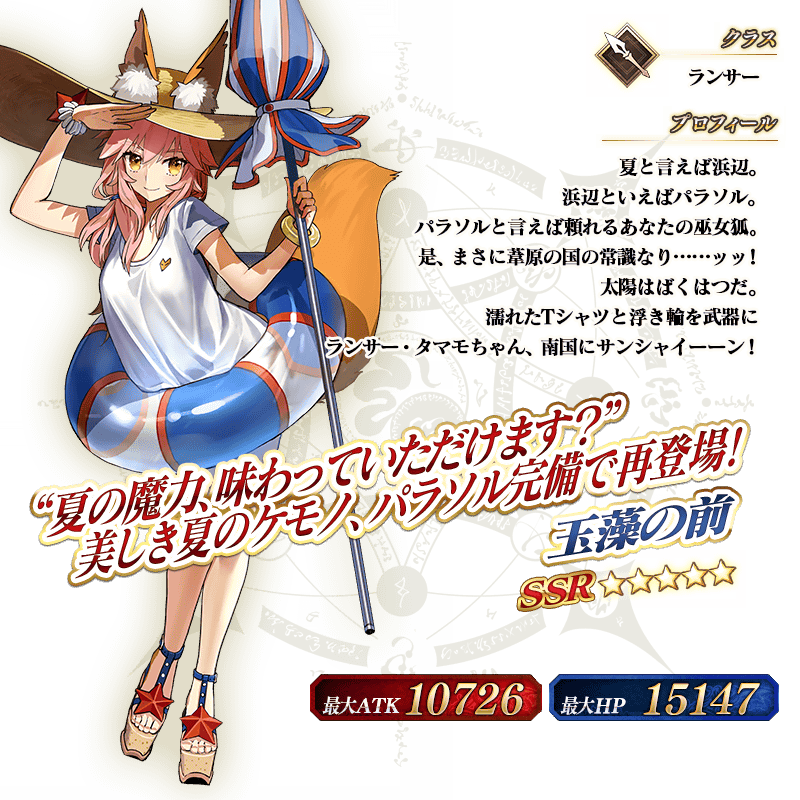 クラス
ランサー
プロフィール
夏と言えば浜辺。
浜辺といえばパラソル。
パラソルと言えば頼れるあなたの巫女狐。
是、まさに葦原の国の常識なり……ッッ！
太陽はばくはつだ。
濡れたTシャツと浮き輪を武器に
ランサー・タマモちゃん、南国にサンシャイーーン！
“夏の魔力、味わっていただけます？”
美しき夏のケモノ、パラソル完備で再登場！
玉藻の前
SSR ☆☆☆☆☆
最大ATK 10726
最大HP 15147